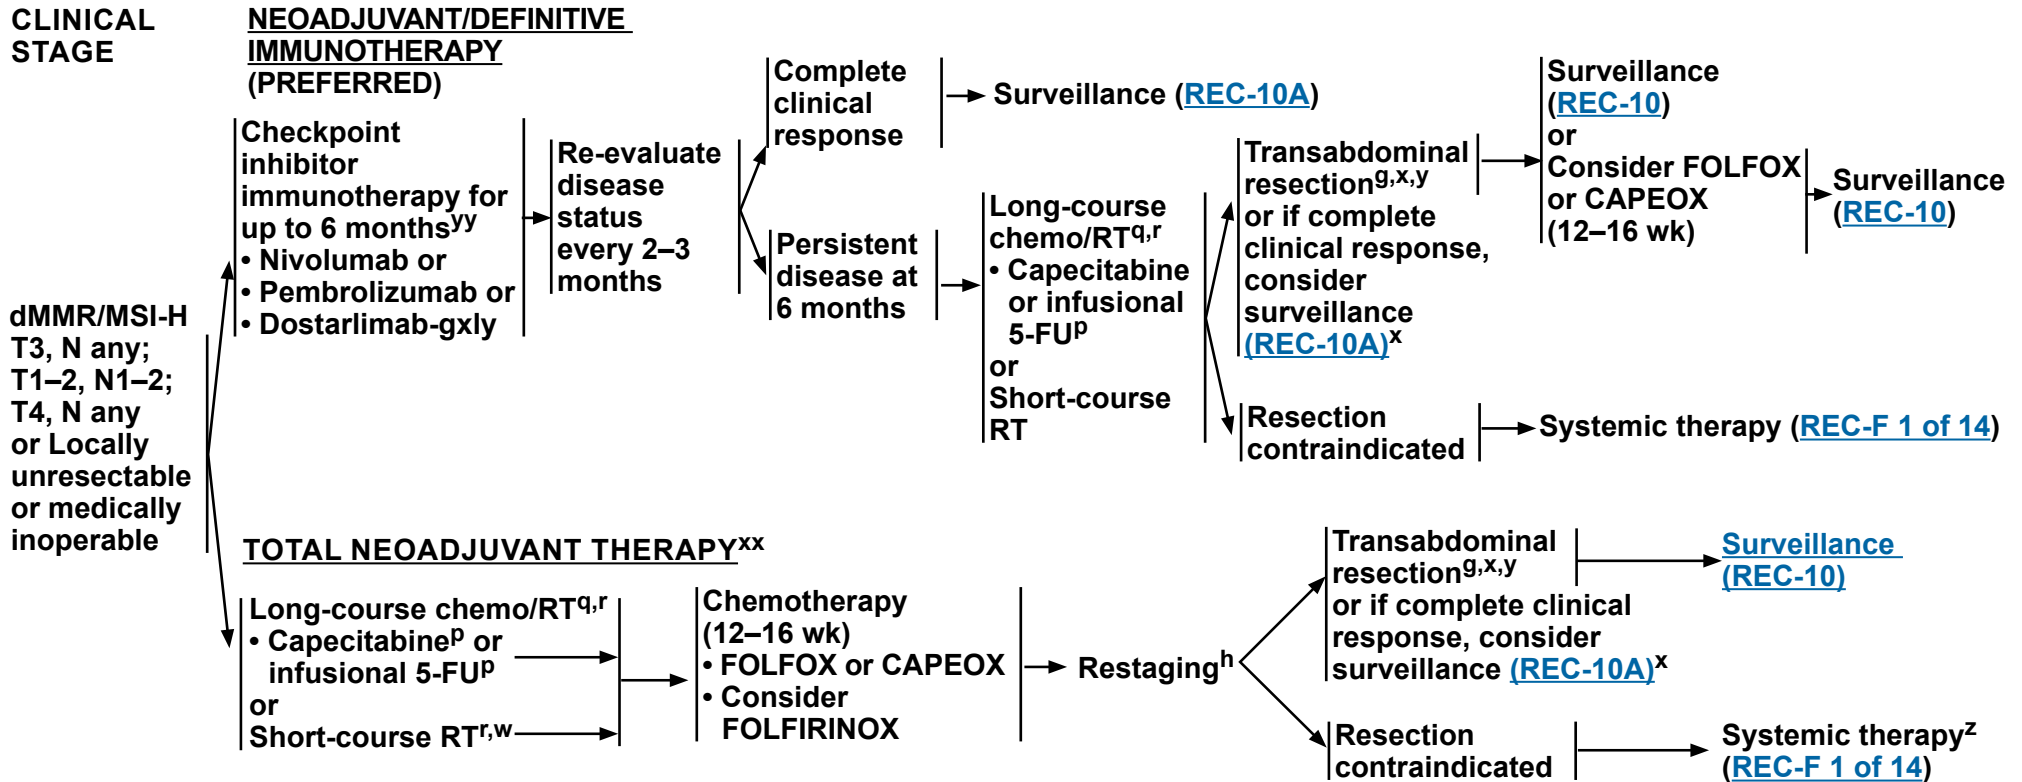 CLINICAL
STAGE
NEOADJUVANT/DEFINITIVE
IMMUNOTHERAPY
(PREFERRED)
dMMR/MSI-H
T3, N any;
T1–2, N1–2;
T4, N any
or Locally
unresectable
or medically
inoperable
Checkpoint
inhibitor
immunotherapy for
up to 6 monthsyy
• Nivolumab or
• Pembrolizumab or
• Dostarlimab-gxly
Re-evaluate
disease
status
every 2–3
months
Complete
clinical
response
Surveillance (REC-10A)
Persistent
disease at
6 months
Long-course
chemo/RTq,r
• Capecitabine
or infusional
5-FUp
or
Short-course
RT
Transabdominal
resectiong,x,y
or if complete
clinical response,
consider
surveillance
(REC-10A)x
Surveillance
(REC-10)
or
Consider FOLFOX
or CAPEOX
(12–16 wk)
Surveillance
(REC-10)
Resection
contraindicated
Systemic therapy (REC-F 1 of 14)
TOTAL NEOADJUVANT THERAPYxx
Long-course chemo/RTq,r
• Capecitabinep or
infusional 5-FUp
or
Short-course RTr,w
Chemotherapy
(12–16 wk)
• FOLFOX or CAPEOX
• Consider
FOLFIRINOX
Restagingh
Transabdominal
resectiong,x,y
or if complete clinical
response, consider
surveillance (REC-10A)x
Surveillance
(REC-10)
Resection
contraindicated
Systemic therapyz
(REC-F 1 of 14)